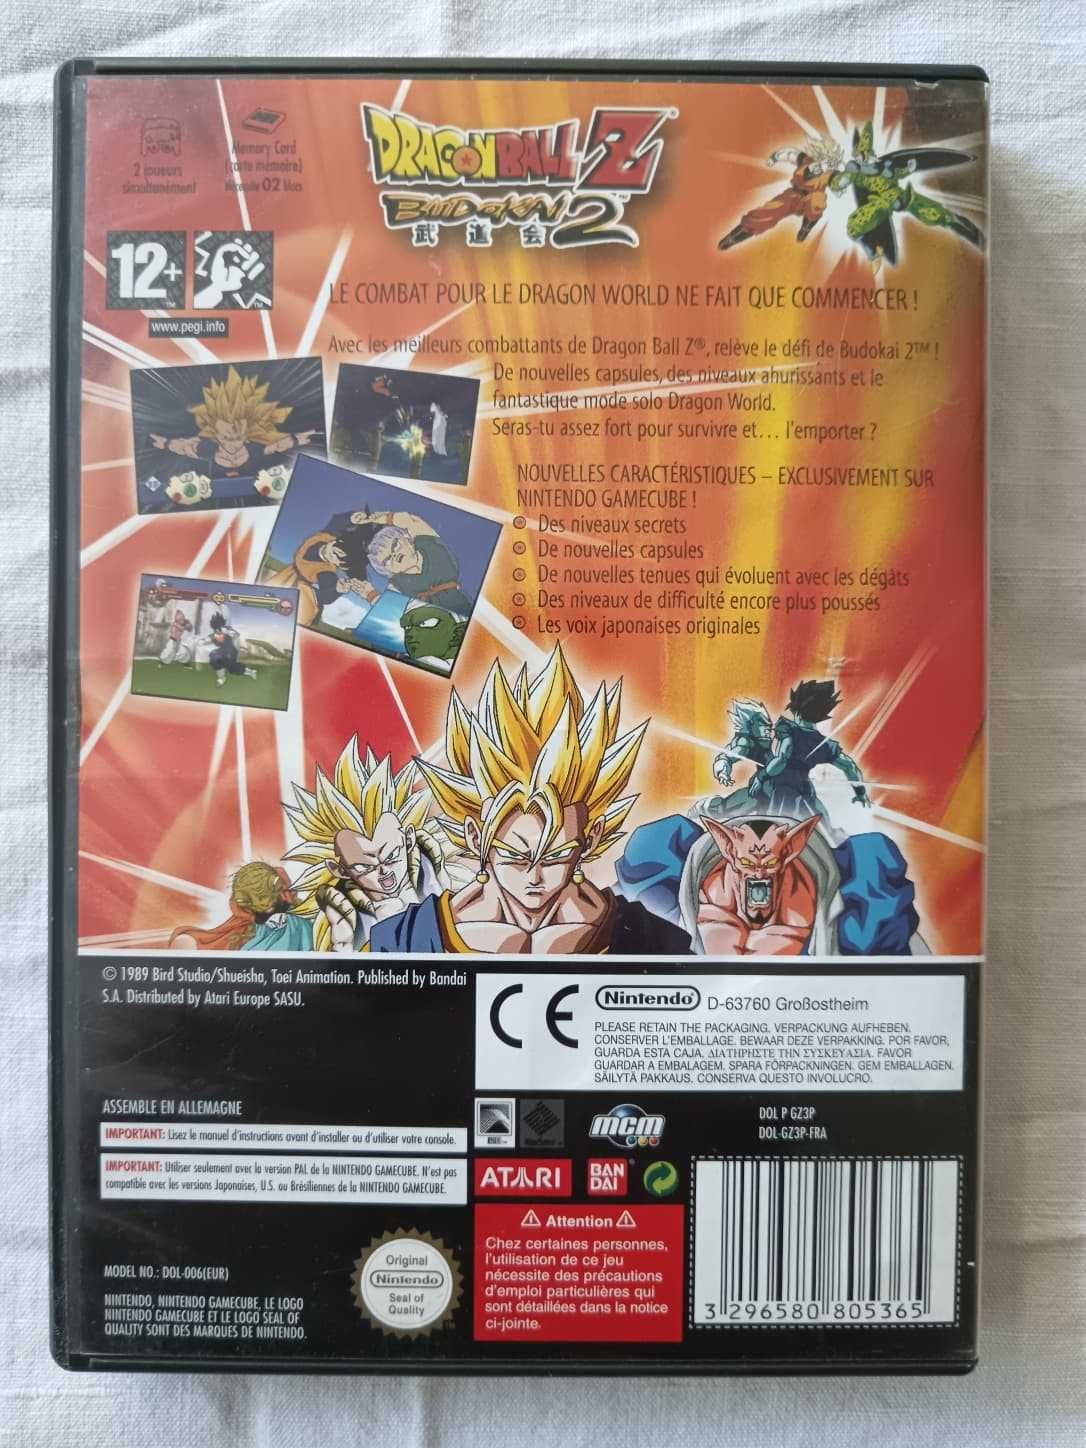 2 joueurs
simultanément
Memory Card
(carte mémoire)
Nécessite 02 blocs
DRAGON BALL Z
BUDOKAI 2™
武道会
12+
www.pegi.info
LE COMBAT POUR LE DRAGON WORLD NE FAIT QUE COMMENCER !
Avec les meilleurs combattants de Dragon Ball Z®, relève le défi de Budokai 2™ !
De nouvelles capsules, des niveaux ahurissants et le
fantastique mode solo Dragon World.
Seras-tu assez fort pour survivre et… l'emporter ?
NOUVELLES CARACTÉRISTIQUES – EXCLUSIVEMENT SUR
NINTENDO GAMECUBE !
Des niveaux secrets
De nouvelles capsules
De nouvelles tenues qui évoluent avec les dégâts
Des niveaux de difficulté encore plus poussés
Les voix japonaises originales
© 1989 Bird Studio/Shueisha, Toei Animation. Published by Bandai
S.A. Distributed by Atari Europe SASU.
CE
Nintendo® D-63760 Großostheim
PLEASE RETAIN THE PACKAGING. VERPACKUNG AUFHEBEN.
CONSERVER L'EMBALLAGE. BEWAAR DEZE VERPAKKING. POR FAVOR,
GUARDA ESTA CAJA. ΔΙΑΤΗΡΗΣΤΕ ΤΗΝ ΣΥΣΚΕΥΑΣΙΑ. FAVOR
GUARDAR A EMBALAGEM. SPARA FÖRPACKNINGEN. GEM EMBALLAGEN.
SÄILYTÄ PAKKAUS. CONSERVA QUESTO INVOLUCRO.
ASSEMBLE EN ALLEMAGNE
IMPORTANT: Lisez le manuel d'instructions avant d'installer ou d'utiliser votre console.
IMPORTANT: Utiliser seulement avec la version PAL de la NINTENDO GAMECUBE. N'est pas
compatible avec les versions Japonaises, U.S. ou Brésiliennes de la NINTENDO GAMECUBE.
mcm
DOL P GZ3P
DOL-GZ3P-FRA
ATARI
BAN
DAI
Attention
Chez certaines personnes,
l'utilisation de ce jeu
nécessite des précautions
d'emploi particulières qui
sont détaillées dans la notice
ci-jointe.
3 296580 805365
MODEL NO.: DOL-006(EUR)
NINTENDO, NINTENDO GAMECUBE, LE LOGO
NINTENDO GAMECUBE ET LE LOGO SEAL OF
QUALITY SONT DES MARQUES DE NINTENDO.
Original
Nintendo
Seal of
Quality